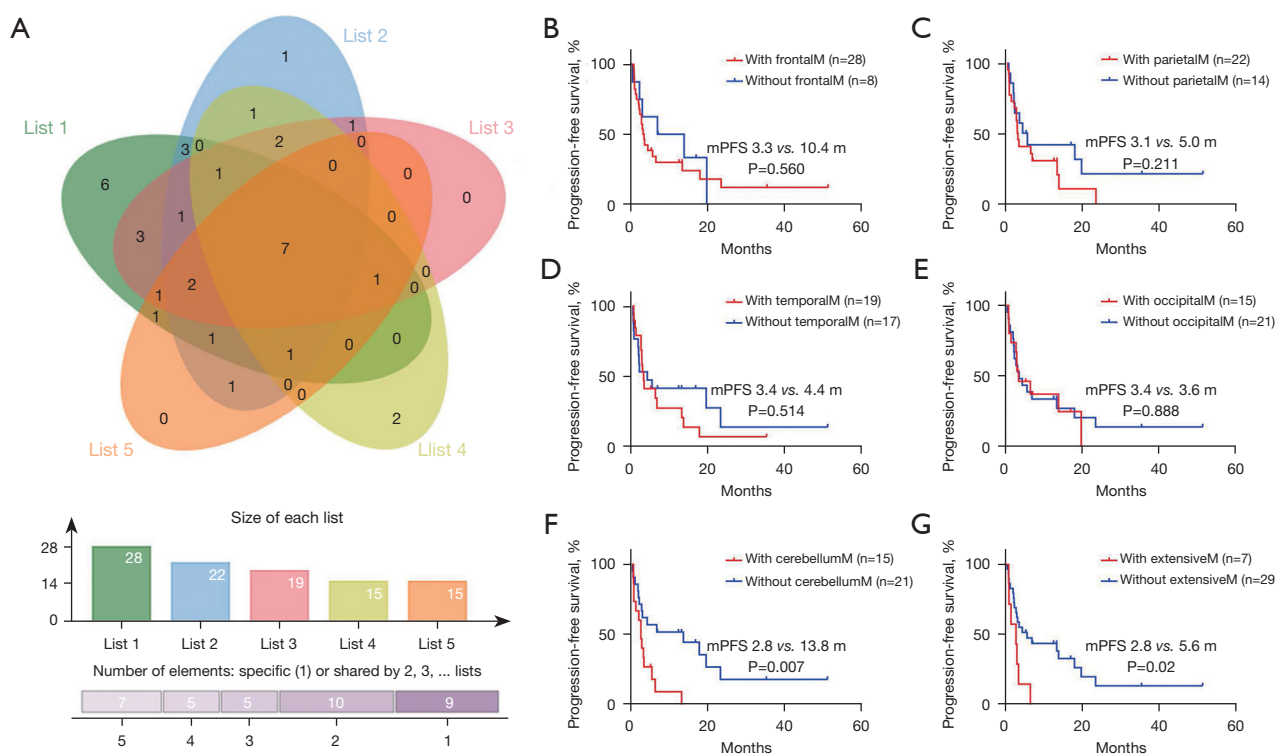 A
List 1
List 2
List 3
Llist 4
List 5
1
1
1
3
0
0
2
6
1
0
0
0
1
0
3
7
0
2
1
0
1
1
1
1
0
0
1
0
0
0
2
Size of each list
28
14
0
28
22
19
15
15
List 1
List 2
List 3
List 4
List 5
Number of elements: specific (1) or shared by 2, 3, ... lists
7
5
5
10
9
5
4
3
2
1
B
Progression-free survival, %
100
50
0
With frontalM (n=28)
Without frontalM (n=8)
mPFS 3.3 vs. 10.4 m
P=0.560
0
20
40
60
Months
C
Progression-free survival, %
100
50
0
With parietalM (n=22)
Without parietalM (n=14)
mPFS 3.1 vs. 5.0 m
P=0.211
0
20
40
60
Months
D
Progression-free survival, %
100
50
0
With temporalM (n=19)
Without temporalM (n=17)
mPFS 3.4 vs. 4.4 m
P=0.514
0
20
40
60
Months
E
Progression-free survival, %
100
50
0
With occipitalM (n=15)
Without occipitalM (n=21)
mPFS 3.4 vs. 3.6 m
P=0.888
0
20
40
60
Months
F
Progression-free survival, %
100
50
0
With cerebellumM (n=15)
Without cerebellumM (n=21)
mPFS 2.8 vs. 13.8 m
P=0.007
0
20
40
60
Months
G
Progression-free survival, %
100
50
0
With extensiveM (n=7)
Without extensiveM (n=29)
mPFS 2.8 vs. 5.6 m
P=0.02
0
20
40
60
Months